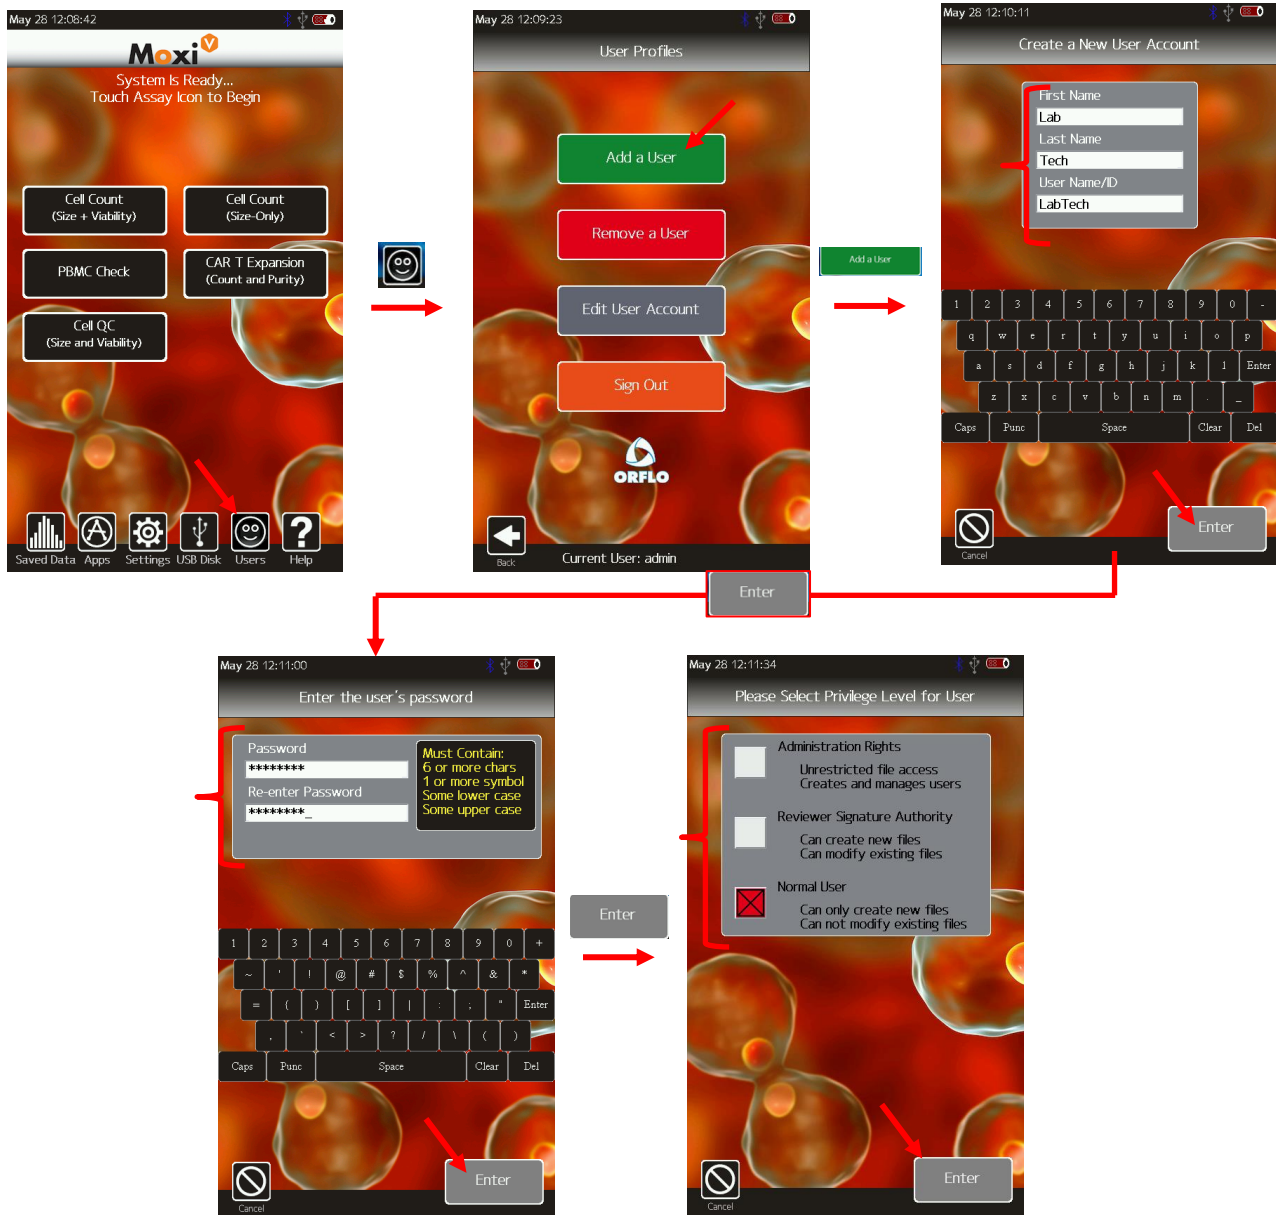 May 28 12:08:42
Moxi V
System Is Ready...
Touch Assay Icon to Begin
Cell Count
(Size + Viability)
Cell Count
(Size-Only)
PBMC Check
CAR T Expansion
(Count and Purity)
Cell QC
(Size and Viability)
Saved Data Apps Settings USB Disk Users Help
May 28 12:09:23
User Profiles
Add a User
Remove a User
Edit User Account
Sign Out
ORFLO
Back
Current User: admin
Add a User
May 28 12:10:11
Create a New User Account
First Name
Lab
Last Name
Tech
User Name/ID
LabTech
1 2 3 4 5 6 7 8 9 0 -
q w e r t y u i o p
a s d f g h j k l Enter
z x c v b n m . _
Caps Punc Space Clear Del
Cancel
Enter
Enter
May 28 12:11:00
Enter the user's password
Password
********
Re-enter Password
********_
Must Contain:
6 or more chars
1 or more symbol
Some lower case
Some upper case
1 2 3 4 5 6 7 8 9 0 +
~ ' ! @ # $ % ^ & *
= ( ) [ ] | : ; " Enter
, ` < > ? / \ ( )
Caps Punc Space Clear Del
Cancel
Enter
Enter
May 28 12:11:34
Please Select Privilege Level for User
Administration Rights
Unrestricted file access
Creates and manages users
Reviewer Signature Authority
Can create new files
Can modify existing files
Normal User
Can only create new files
Can not modify existing files
Cancel
Enter